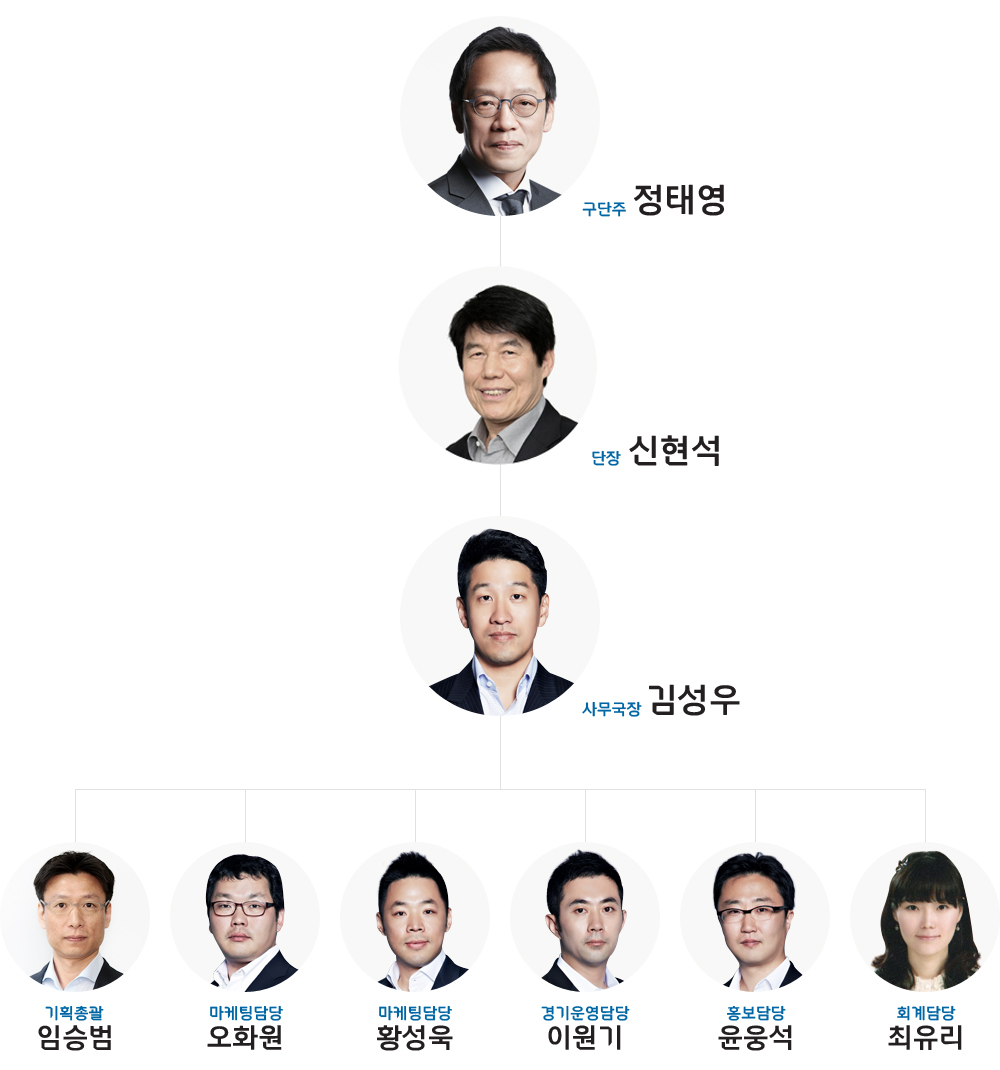 구단주 정태영
단장 신현석
사무국장 김성우
기획총괄
임승범
마케팅담당
오화원
마케팅담당
황성욱
경기운영담당
이원기
홍보담당
윤웅석
회계담당
최유리